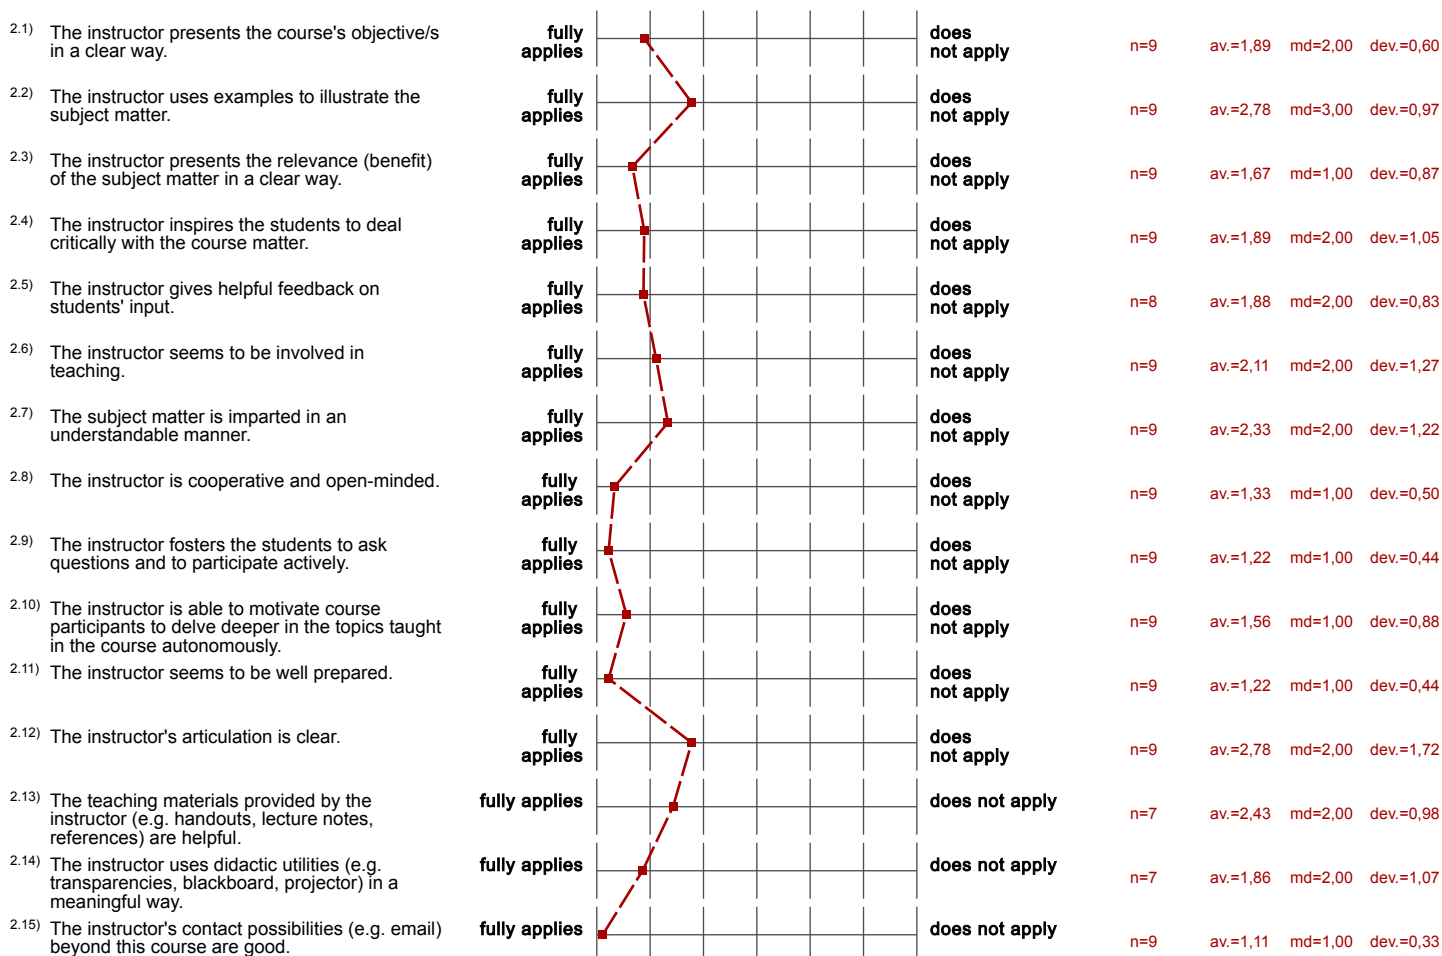 2.1) The instructor presents the course's objective/s
in a clear way.
fully
applies
does
not apply
n=9 av.=1,89 md=2,00 dev.=0,60
2.2) The instructor uses examples to illustrate the
subject matter.
fully
applies
does
not apply
n=9 av.=2,78 md=3,00 dev.=0,97
2.3) The instructor presents the relevance (benefit)
of the subject matter in a clear way.
fully
applies
does
not apply
n=9 av.=1,67 md=1,00 dev.=0,87
2.4) The instructor inspires the students to deal
critically with the course matter.
fully
applies
does
not apply
n=9 av.=1,89 md=2,00 dev.=1,05
2.5) The instructor gives helpful feedback on
students' input.
fully
applies
does
not apply
n=8 av.=1,88 md=2,00 dev.=0,83
2.6) The instructor seems to be involved in
teaching.
fully
applies
does
not apply
n=9 av.=2,11 md=2,00 dev.=1,27
2.7) The subject matter is imparted in an
understandable manner.
fully
applies
does
not apply
n=9 av.=2,33 md=2,00 dev.=1,22
2.8) The instructor is cooperative and open-minded.
fully
applies
does
not apply
n=9 av.=1,33 md=1,00 dev.=0,50
2.9) The instructor fosters the students to ask
questions and to participate actively.
fully
applies
does
not apply
n=9 av.=1,22 md=1,00 dev.=0,44
2.10) The instructor is able to motivate course
participants to delve deeper in the topics taught
in the course autonomously.
fully
applies
does
not apply
n=9 av.=1,56 md=1,00 dev.=0,88
2.11) The instructor seems to be well prepared.
fully
applies
does
not apply
n=9 av.=1,22 md=1,00 dev.=0,44
2.12) The instructor's articulation is clear.
fully
applies
does
not apply
n=9 av.=2,78 md=2,00 dev.=1,72
2.13) The teaching materials provided by the
instructor (e.g. handouts, lecture notes,
references) are helpful.
fully applies
does not apply
n=7 av.=2,43 md=2,00 dev.=0,98
2.14) The instructor uses didactic utilities (e.g.
transparencies, blackboard, projector) in a
meaningful way.
fully applies
does not apply
n=7 av.=1,86 md=2,00 dev.=1,07
2.15) The instructor's contact possibilities (e.g. email)
beyond this course are good.
fully applies
does not apply
n=9 av.=1,11 md=1,00 dev.=0,33